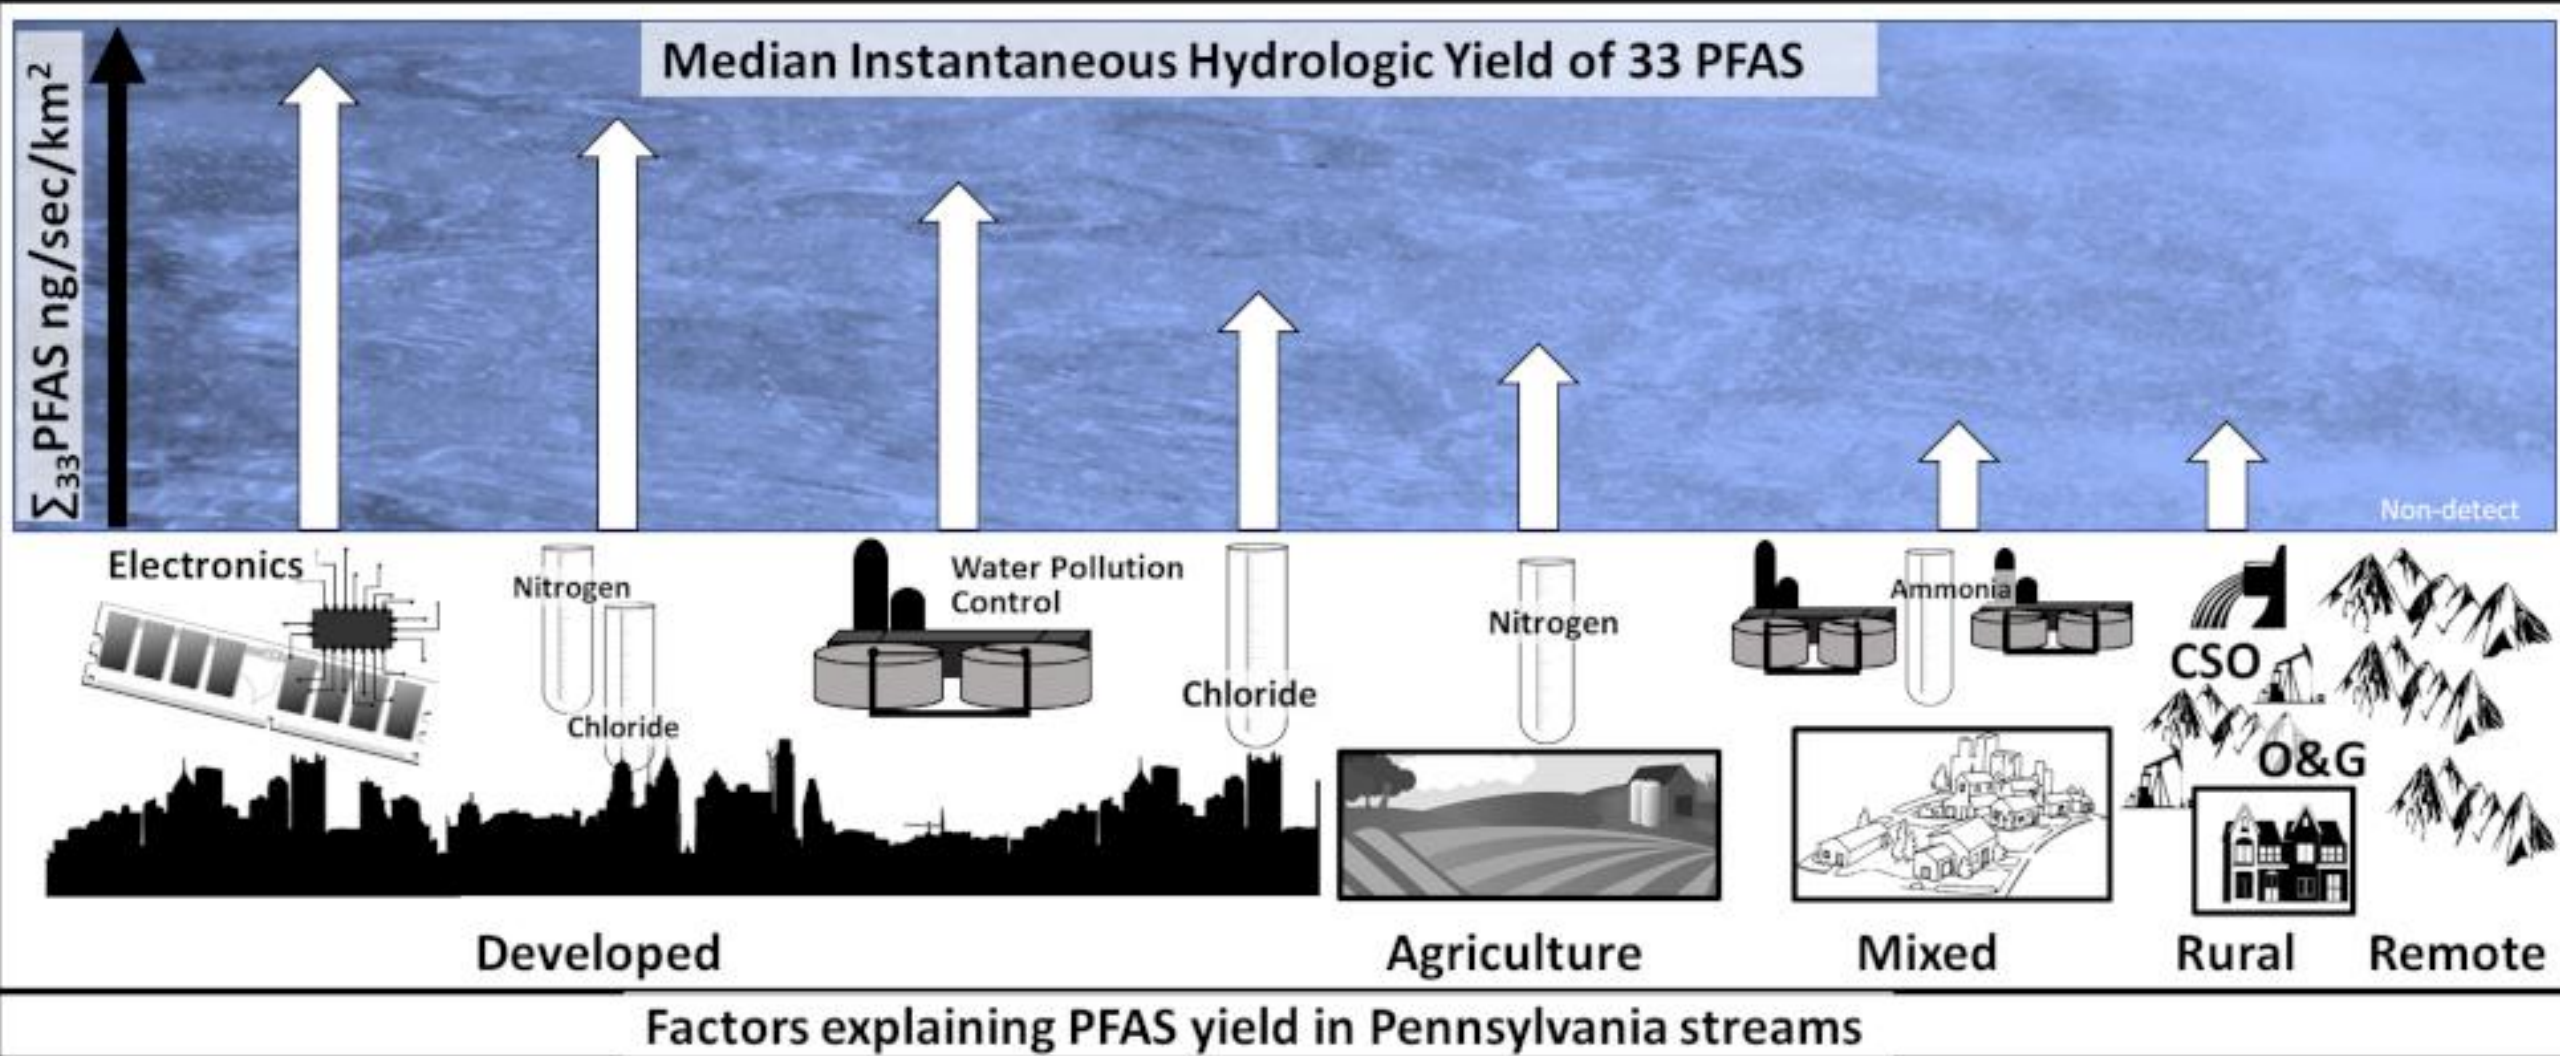 Median Instantaneous Hydrologic Yield of 33 PFAS
∑33PFAS ng/sec/km²
Non-detect
Electronics
Nitrogen
Chloride
Water Pollution
Control
Chloride
Nitrogen
Ammonia
CSO
O&G
Developed
Agriculture
Mixed
Rural
Remote
Factors explaining PFAS yield in Pennsylvania streams